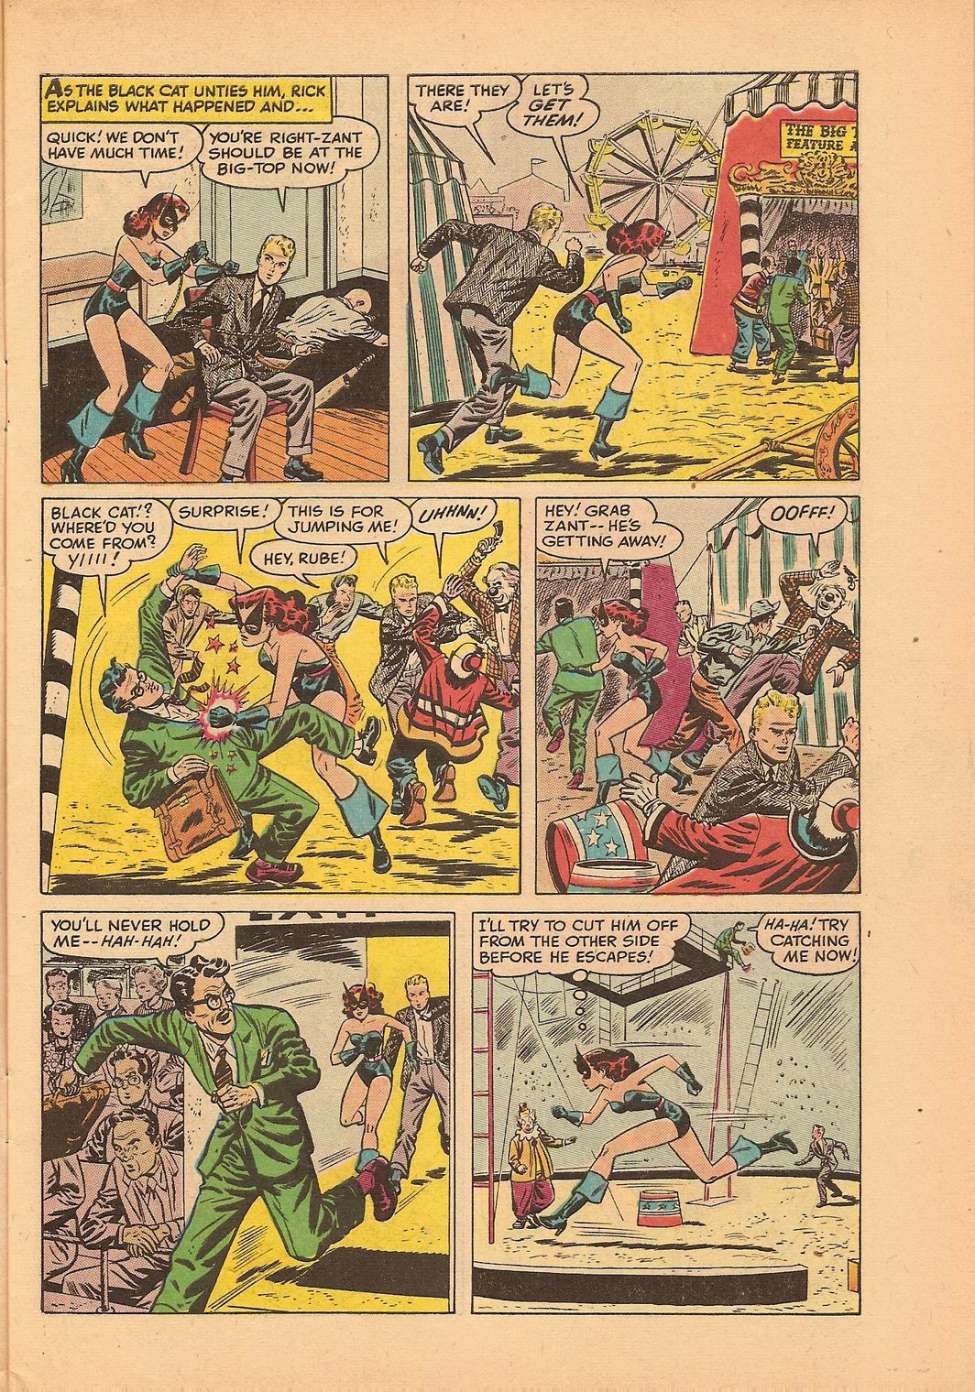 AS THE BLACK CAT UNTIES HIM, RICK
EXPLAINS WHAT HAPPENED AND...
QUICK! WE DON'T
HAVE MUCH TIME!
YOU'RE RIGHT-ZANT
SHOULD BE AT THE
BIG-TOP NOW!
THERE THEY
ARE!
LET'S
GET
THEM!
THE BIG
FEATURE
BLACK CAT!?
WHERE'D YOU
COME FROM?
YIIII!
SURPRISE!
HEY, RUBE!
THIS IS FOR
JUMPING ME!
UHHNN!
HEY! GRAB
ZANT-- HE'S
GETTING AWAY!
OOFFF!
YOU'LL NEVER HOLD
ME-- HAH-HAH!
EXIT
I'LL TRY TO CUT HIM OFF
FROM THE OTHER SIDE
BEFORE HE ESCAPES!
HA-HA! TRY
CATCHING
ME NOW!